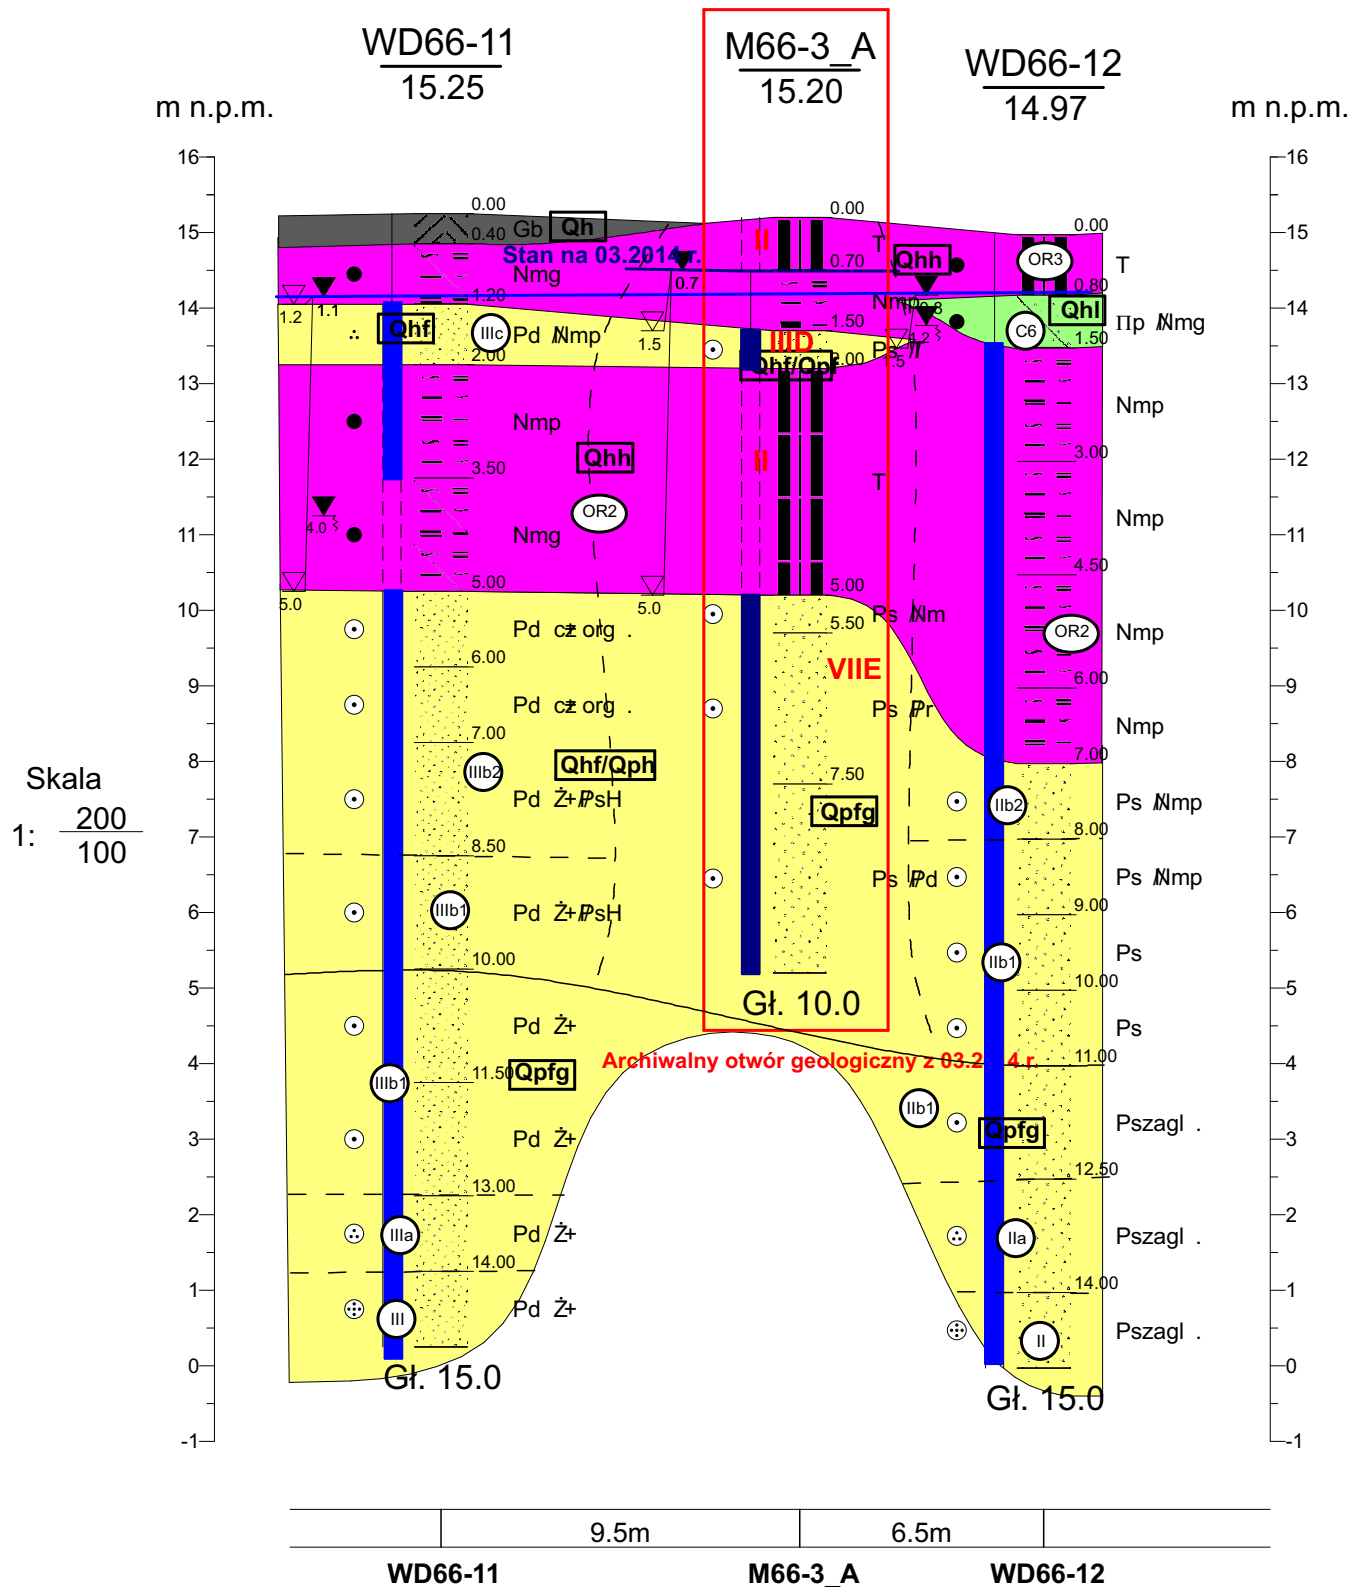 WD66-11
15.25
M66-3_A
15.20
WD66-12
14.97
m n.p.m.
m n.p.m.
16
15
14
13
12
11
10
9
8
7
6
5
4
3
2
1
0
-1
Skala
1: 200
100
0.00
0.40
1.20
2.00
3.50
5.00
6.00
7.00
8.50
10.00
11.50
13.00
14.00
Gb
Qh
Stan na 03.2014 r.
Nmg
1.2
1.1
Qhf
IIIc
Pd
Nmp
Nmp
Qhh
OR2
4.0
Nmg
5.0
Pd
org .
Pd
org .
IIIb2
Qhf/Qph
Pd Ż+
PsH
IIIb1
Pd Ż+
PsH
Pd Ż+
IIIb1
Qpfg
Pd Ż+
IIIa
Pd Ż+
III
Pd Ż+
Gł. 15.0
0.00
0.70
1.50
2.00
5.00
5.50
7.50
II
T
0.7
1.5
IIID
Ps
II
T
5.0
Ps
Nm
VIIE
Ps
Pr
Qpfg
Ps
Pd
Gł. 10.0
Archiwalny otwór geologiczny z 03.2014 r.
0.00
0.80
1.50
3.00
4.50
6.00
7.00
8.00
9.00
10.00
11.00
12.50
14.00
Qhh
OR3
T
Qhl
C6
Πp
Nmg
Nmp
Nmp
OR2
Nmp
Nmp
IIb2
Ps
Nmp
Ps
Nmp
IIb1
Ps
Ps
IIb1
Qpfg
Pszagl .
IIa
Pszagl .
II
Pszagl .
Gł. 15.0
16
15
14
13
12
11
10
9
8
7
6
5
4
3
2
1
0
-1
9.5m
6.5m
WD66-11
M66-3_A
WD66-12